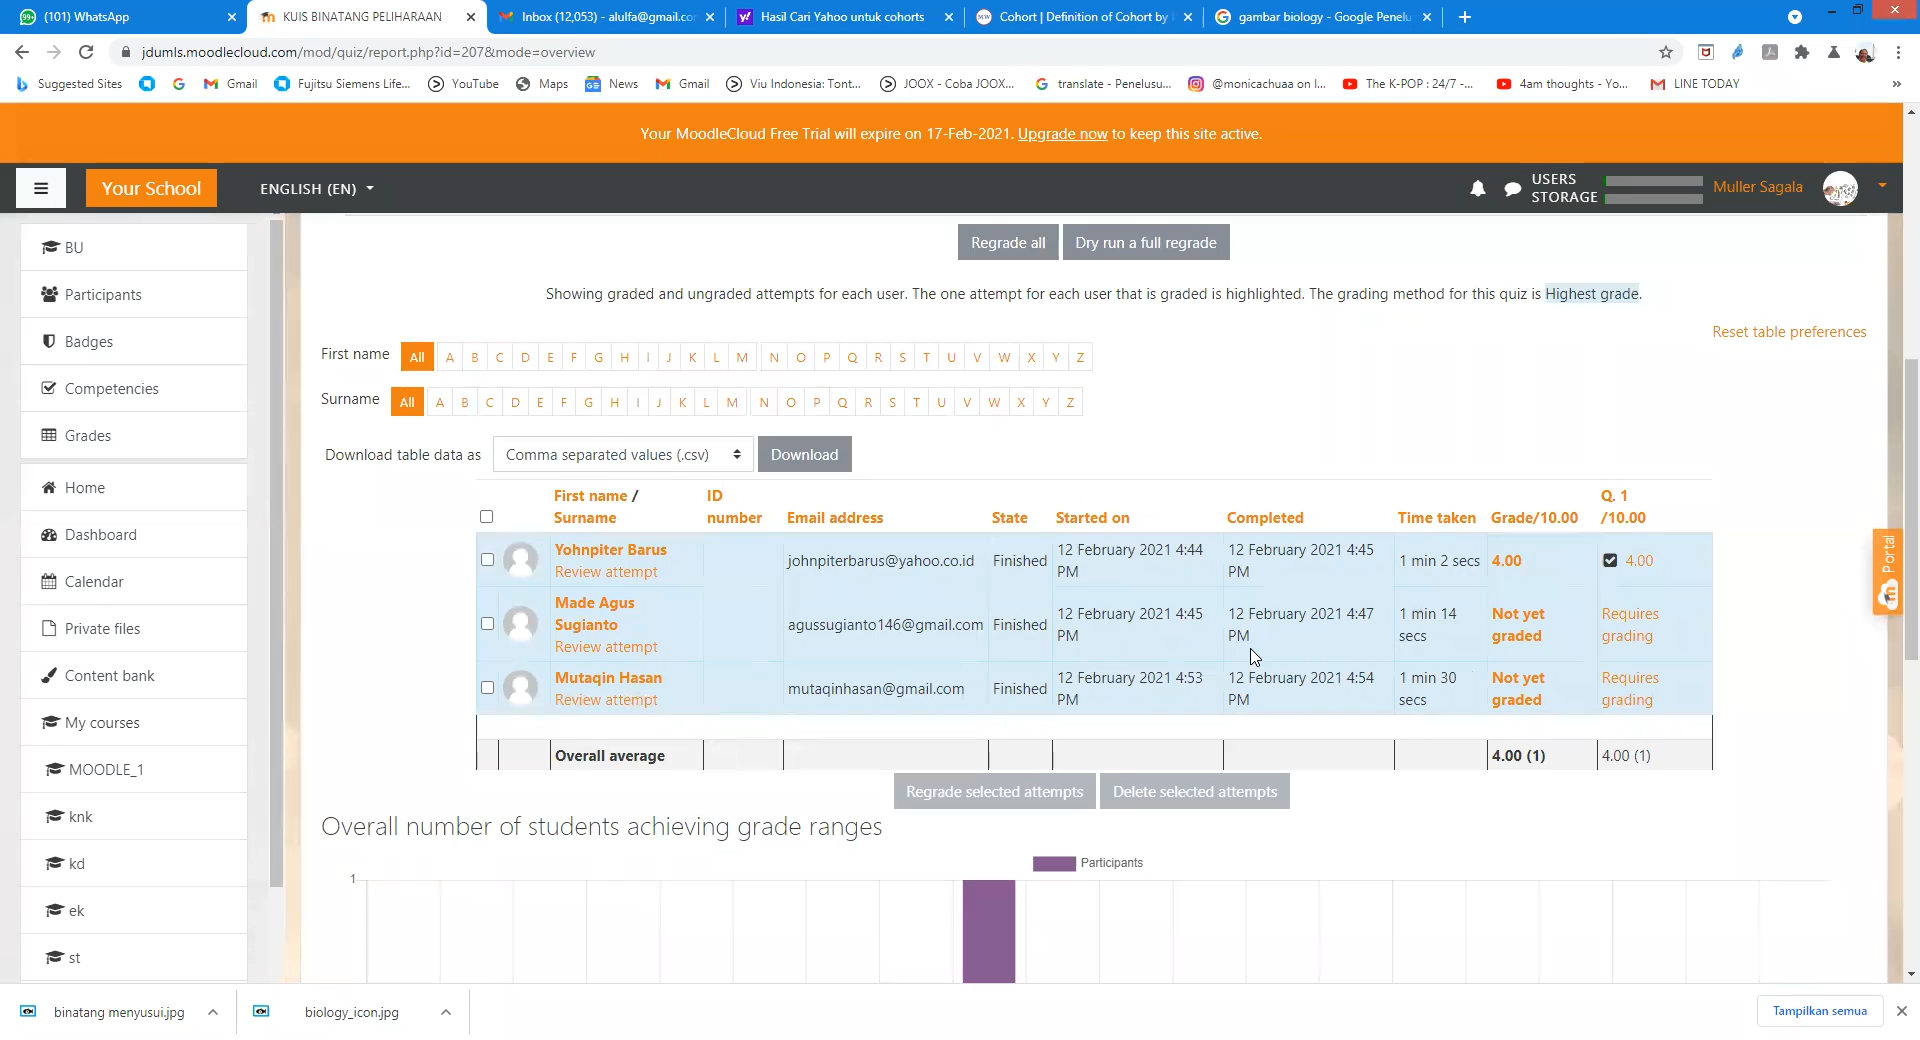 (101) WhatsApp
KUIS BINATANG PELIHARAAN
Inbox (12,053) - alulfa@gmail.co
Hasil Cari Yahoo untuk cohorts
Cohort | Definition of Cohort by
gambar biology - Google Penelu
jdumls.moodlecloud.com/mod/quiz/report.php?id=207&mode=overview
Suggested Sites
Gmail
Fujitsu Siemens Life...
YouTube
Maps
News
Gmail
Viu Indonesia: Tont...
JOOX - Coba JOOX...
translate - Penelusu...
@monicachuaa on I...
The K-POP : 24/7 -...
4am thoughts - Yo...
LINE TODAY
»
Your MoodleCloud Free Trial will expire on 17-Feb-2021. Upgrade now to keep this site active.
Your School
ENGLISH (EN)
USERS
STORAGE
Muller Sagala
BU
Participants
Badges
Competencies
Grades
Home
Dashboard
Calendar
Private files
Content bank
My courses
MOODLE_1
knk
kd
ek
st
Regrade all
Dry run a full regrade
Showing graded and ungraded attempts for each user. The one attempt for each user that is graded is highlighted. The grading method for this quiz is Highest grade.
Reset table preferences
First name All A B C D E F G H I J K L M N O P Q R S T U V W X Y Z
Surname All A B C D E F G H I J K L M N O P Q R S T U V W X Y Z
Download table data as Comma separated values (.csv) Download
First name / Surname ID number Email address State Started on Completed Time taken Grade/10.00 Q. 1 /10.00
Yohnpiter Barus johnpiterbarus@yahoo.co.id Finished 12 February 2021 4:44 PM 12 February 2021 4:45 PM 1 min 2 secs 4.00 4.00
Review attempt
Made Agus Sugianto agussugianto146@gmail.com Finished 12 February 2021 4:45 PM 12 February 2021 4:47 PM 1 min 14 secs Not yet graded Requires grading
Review attempt
Mutaqin Hasan mutaqinhasan@gmail.com Finished 12 February 2021 4:53 PM 12 February 2021 4:54 PM 1 min 30 secs Not yet graded Requires grading
Review attempt
Overall average 4.00 (1) 4.00 (1)
Regrade selected attempts
Delete selected attempts
Overall number of students achieving grade ranges
Participants
1
Portal
binatang menyusui.jpg
biology_icon.jpg
Tampilkan semua